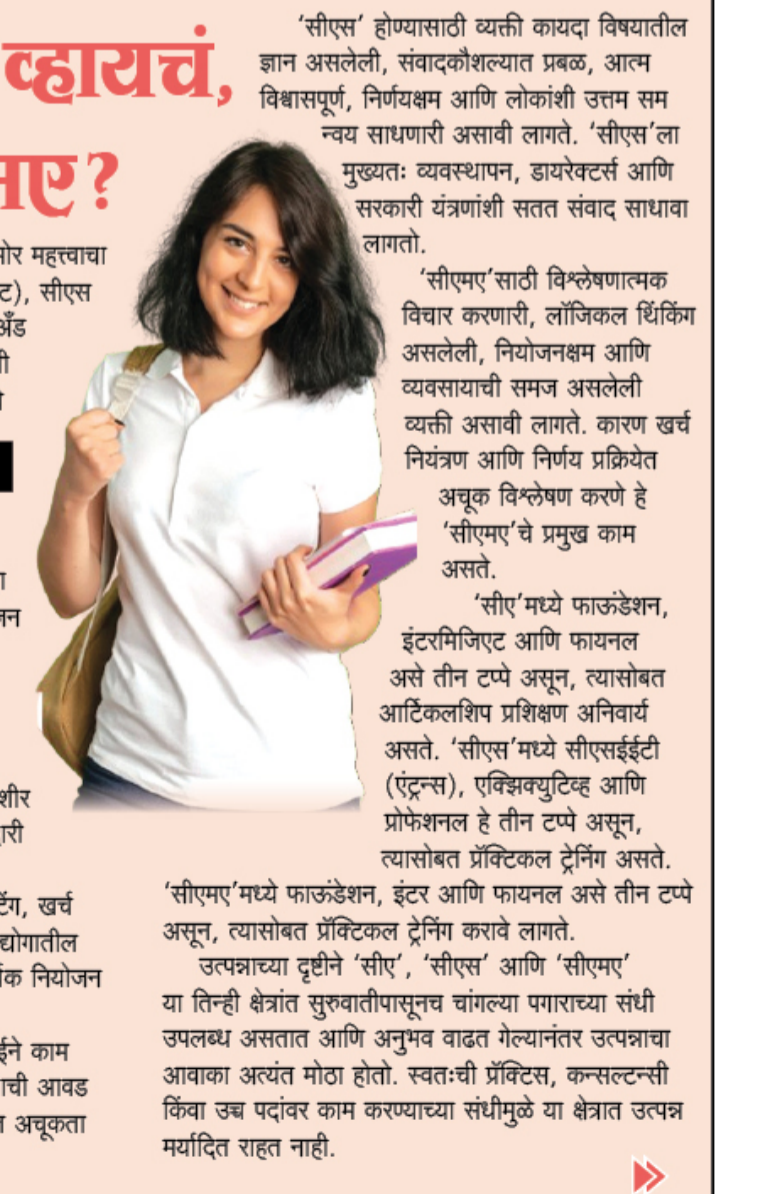 व्हायचं,
ए?
महत्त्वाचा
सीएस
खर्च
नियोजन
काम
आवड
अचूकता
'सीएस' होण्यासाठी व्यक्ती कायदा विषयातील
ज्ञान असलेली, संवादकौशल्यात प्रबळ, आत्म
विश्वासपूर्ण, निर्णयक्षम आणि लोकांशी उत्तम सम
न्वय साधणारी असावी लागते. 'सीएस'ला
मुख्यतः व्यवस्थापन, डायरेक्टर्स आणि
सरकारी यंत्रणांशी सतत संवाद साधावा
लागतो.
'सीएमए'साठी विश्लेषणात्मक
विचार करणारी, लॉजिकल थिंकिंग
असलेली, नियोजनक्षम आणि
व्यवसायाची समज असलेली
व्यक्ती असावी लागते. कारण खर्च
नियंत्रण आणि निर्णय प्रक्रियेत
अचूक विश्लेषण करणे हे
'सीएमए'चे प्रमुख काम
असते.
'सीए'मध्ये फाऊंडेशन,
इंटरमिजिएट आणि फायनल
असे तीन टप्पे असून, त्यासोबत
आर्टिकलशिप प्रशिक्षण अनिवार्य
असते. 'सीएस'मध्ये सीएसईईटी
(एंट्रन्स), एक्झिक्युटिव्ह आणि
प्रोफेशनल हे तीन टप्पे असून,
त्यासोबत प्रॅक्टिकल ट्रेनिंग असते.
'सीएमए'मध्ये फाऊंडेशन, इंटर आणि फायनल असे तीन टप्पे
असून, त्यासोबत प्रॅक्टिकल ट्रेनिंग करावे लागते.
उत्पन्नाच्या दृष्टीने 'सीए', 'सीएस' आणि 'सीएमए'
या तिन्ही क्षेत्रांत सुरुवातीपासूनच चांगल्या पगाराच्या संधी
उपलब्ध असतात आणि अनुभव वाढत गेल्यानंतर उत्पन्नाचा
आवाका अत्यंत मोठा होतो. स्वतःची प्रॅक्टिस, कन्सल्टन्सी
किंवा उच्च पदांवर काम करण्याच्या संधीमुळे या क्षेत्रात उत्पन्न
मर्यादित राहत नाही.